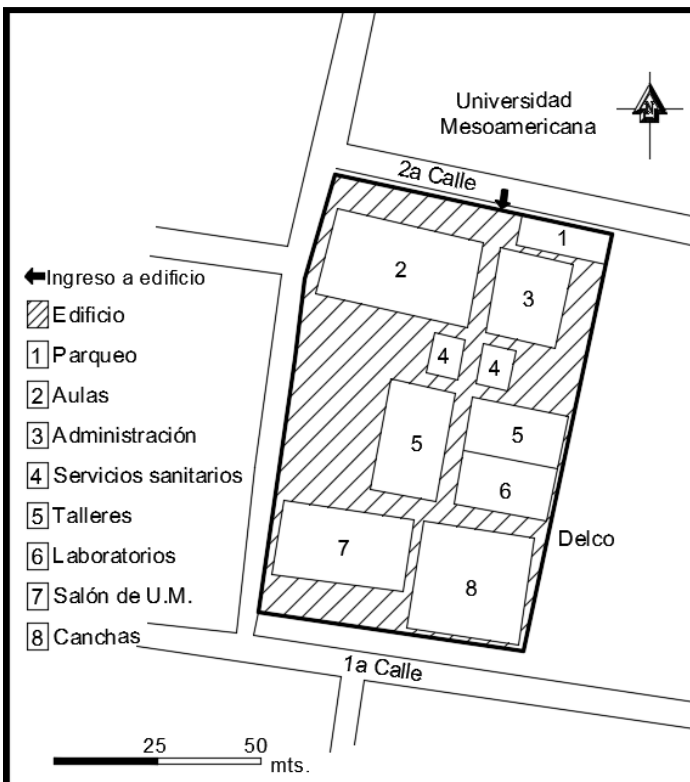 Universidad
Mesoamericana
N
2a Calle
1
2
3
4
4
5
5
6
7
8
Delco
1a Calle
Ingreso a edificio
Edificio
1 Parqueo
2 Aulas
3 Administración
4 Servicios sanitarios
5 Talleres
6 Laboratorios
7 Salón de U.M.
8 Canchas
25 50
mts.